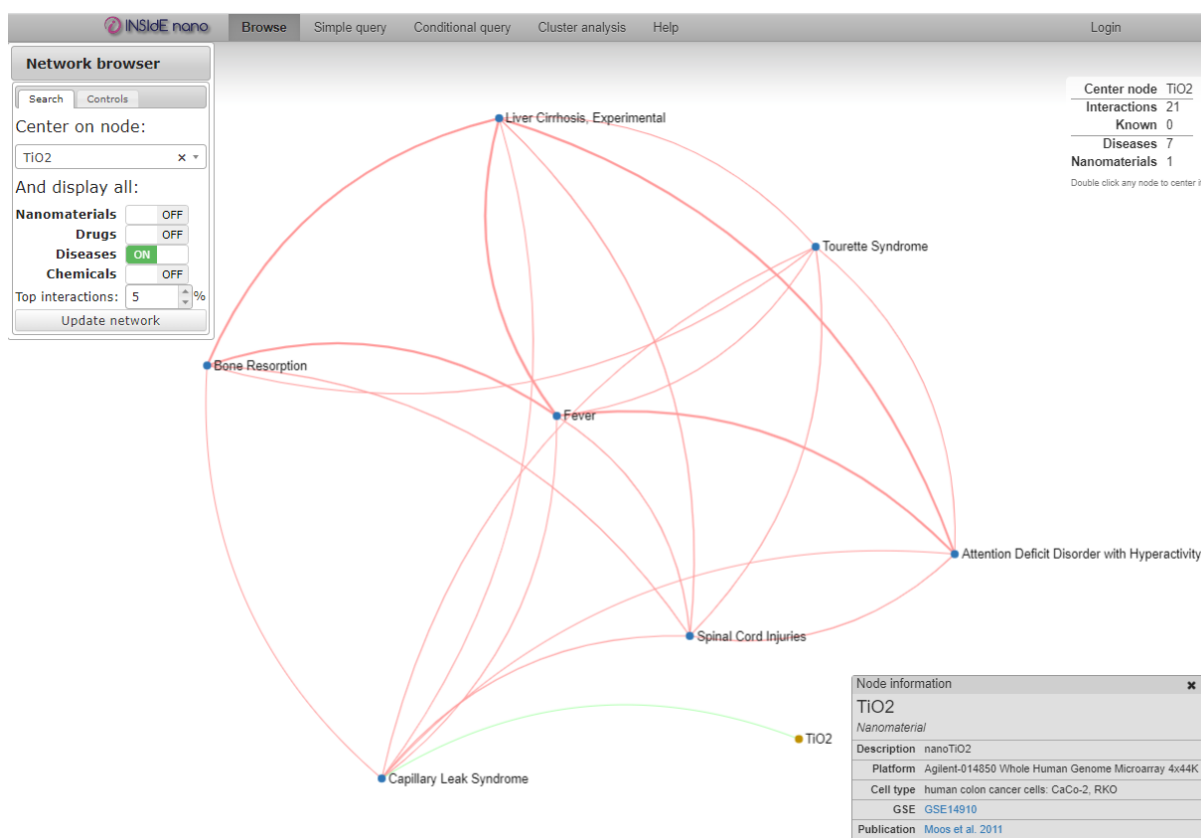 INSIdE nano Browse Simple query Conditional query Cluster analysis Help Login
Network browser
Search Controls
Center on node:
TiO2 ×
And display all:
Nanomaterials OFF
Drugs OFF
Diseases ON
Chemicals OFF
Top interactions: 5 %
Update network
Center node TiO2
Interactions 21
Known 0
Diseases 7
Nanomaterials 1
Double click any node to center i
Liver Cirrhosis, Experimental
Tourette Syndrome
Bone Resorption
Fever
Attention Deficit Disorder with Hyperactivity
Spinal Cord Injuries
TiO2
Capillary Leak Syndrome
Node information ×
TiO2
Nanomaterial
Description nanoTiO2
Platform Agilent-014850 Whole Human Genome Microarray 4x44K
Cell type human colon cancer cells: CaCo-2, RKO
GSE GSE14910
Publication Moos et al. 2011